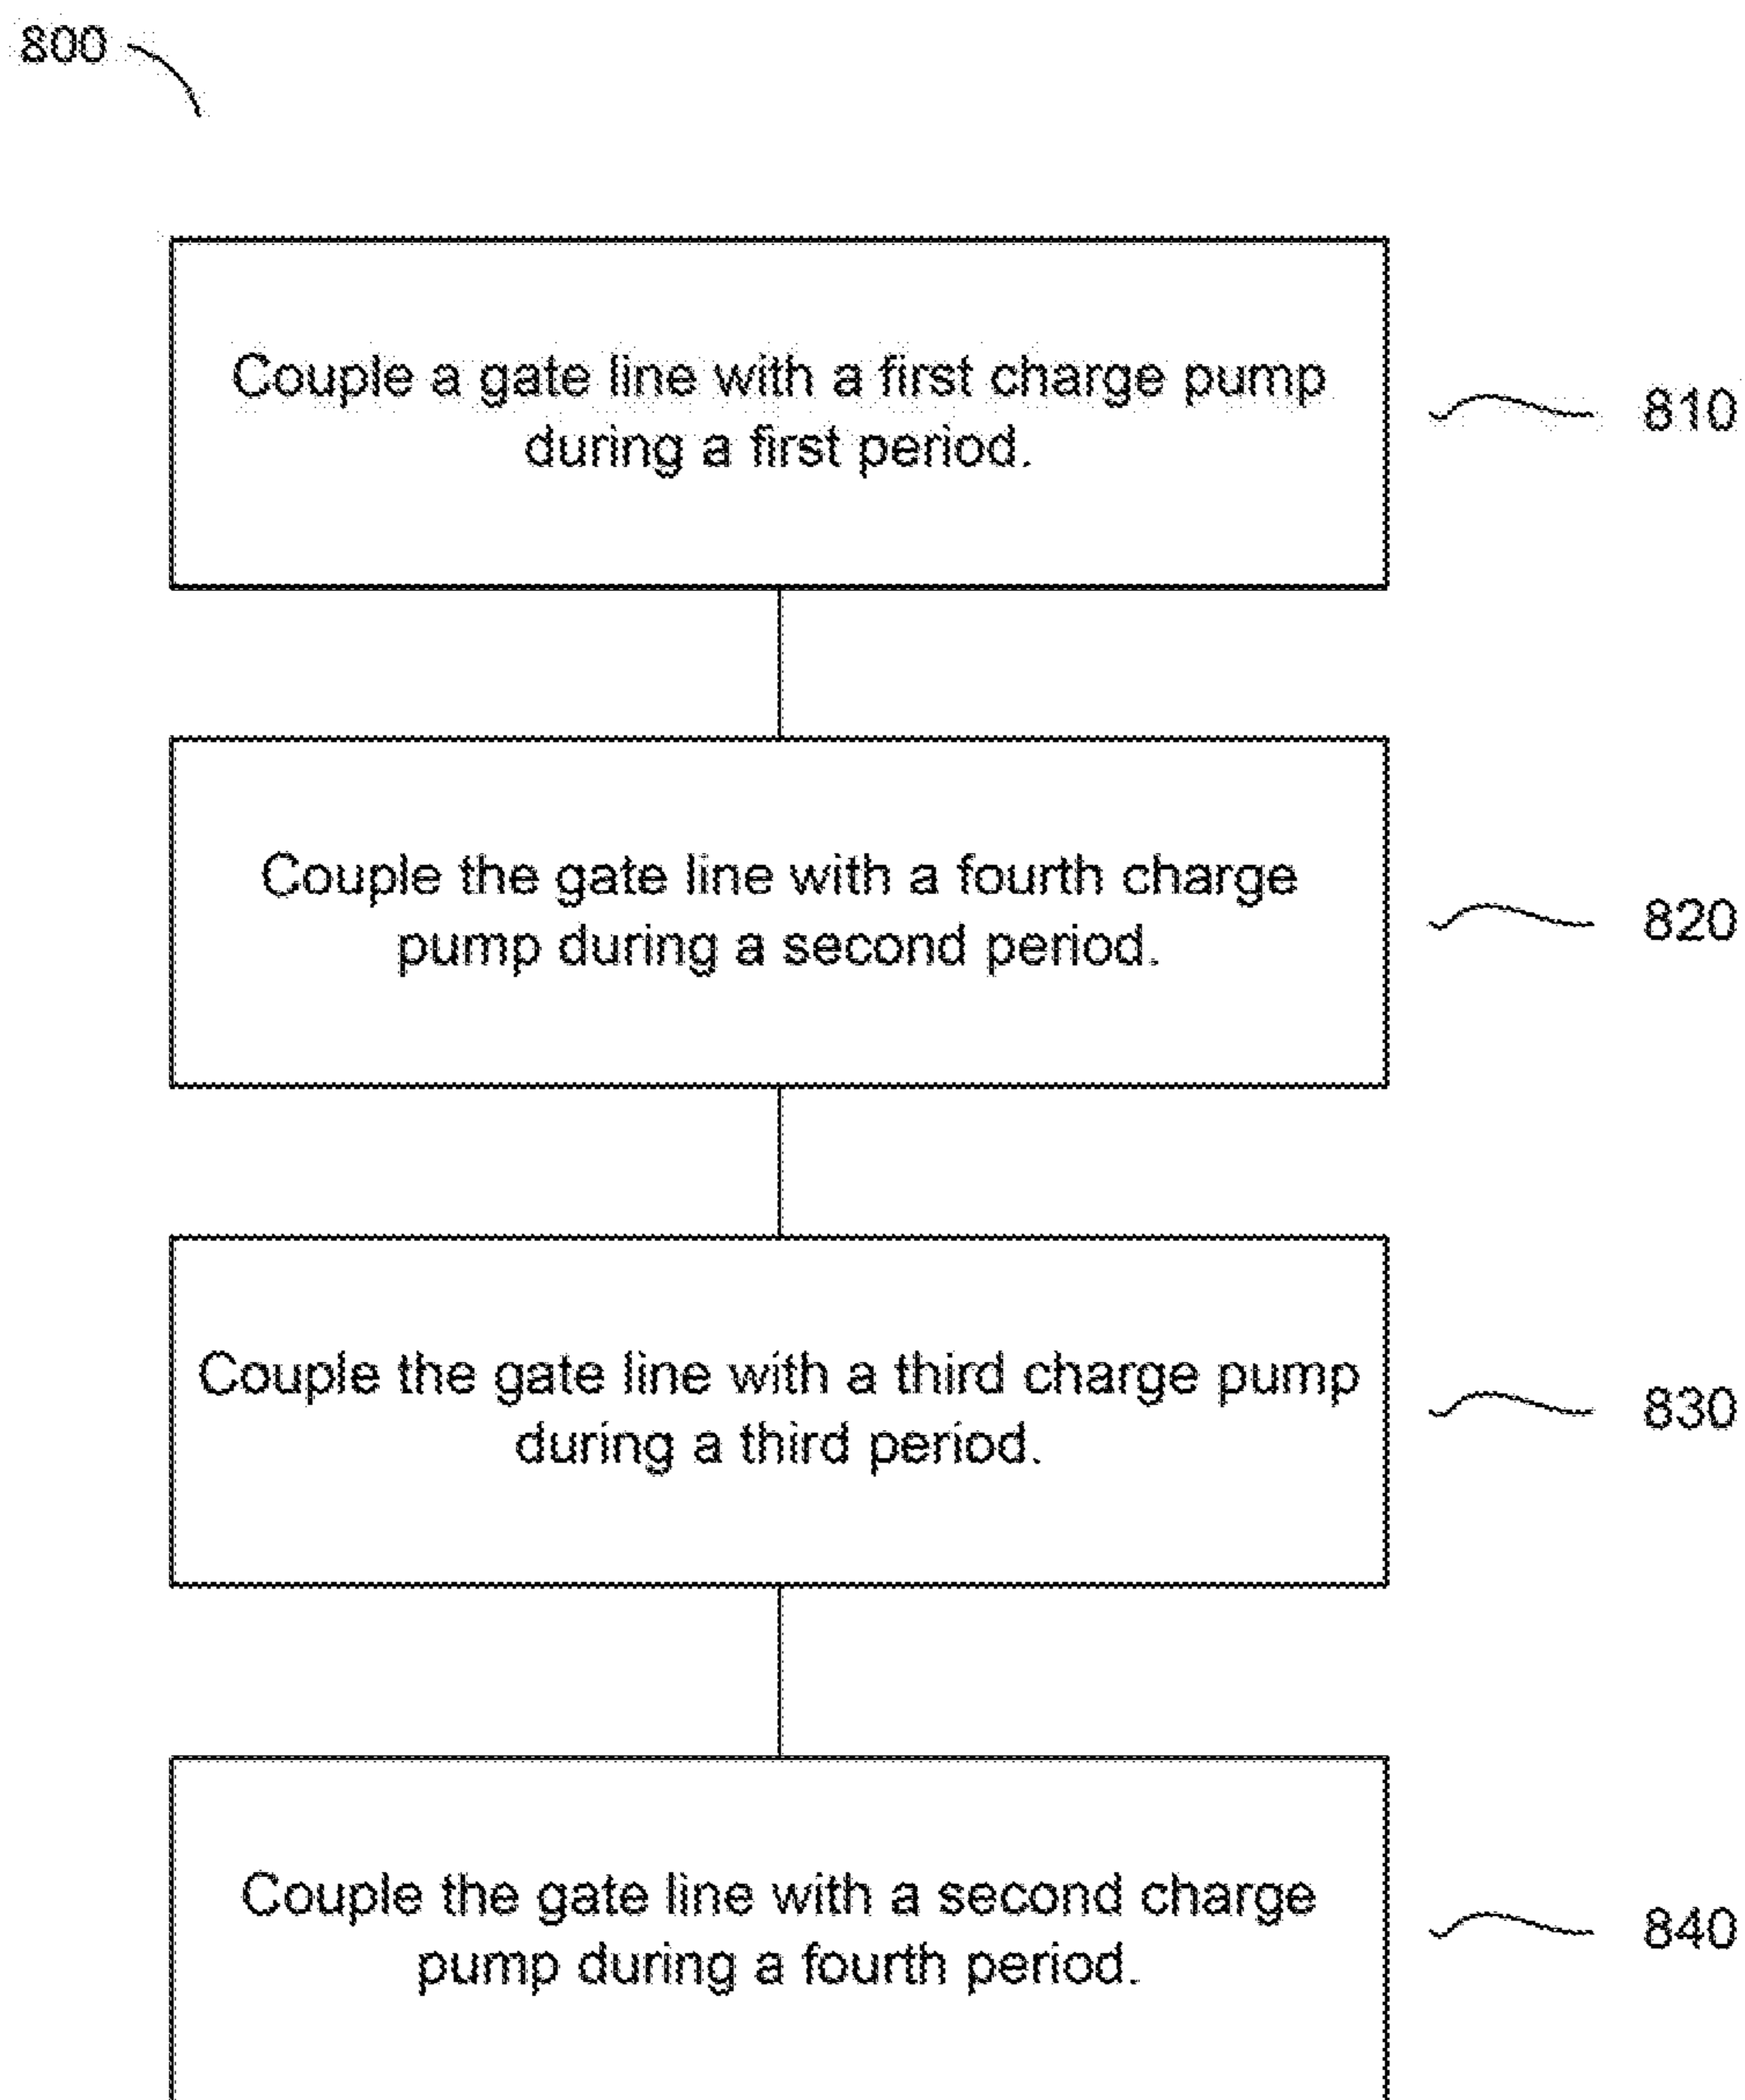 800
Couple a gate line with a first charge pump
during a first period.
810
Couple the gate line with a fourth charge
pump during a second period.
820
Couple the gate line with a third charge pump
during a third period.
830
Couple the gate line with a second charge
pump during a fourth period.
840